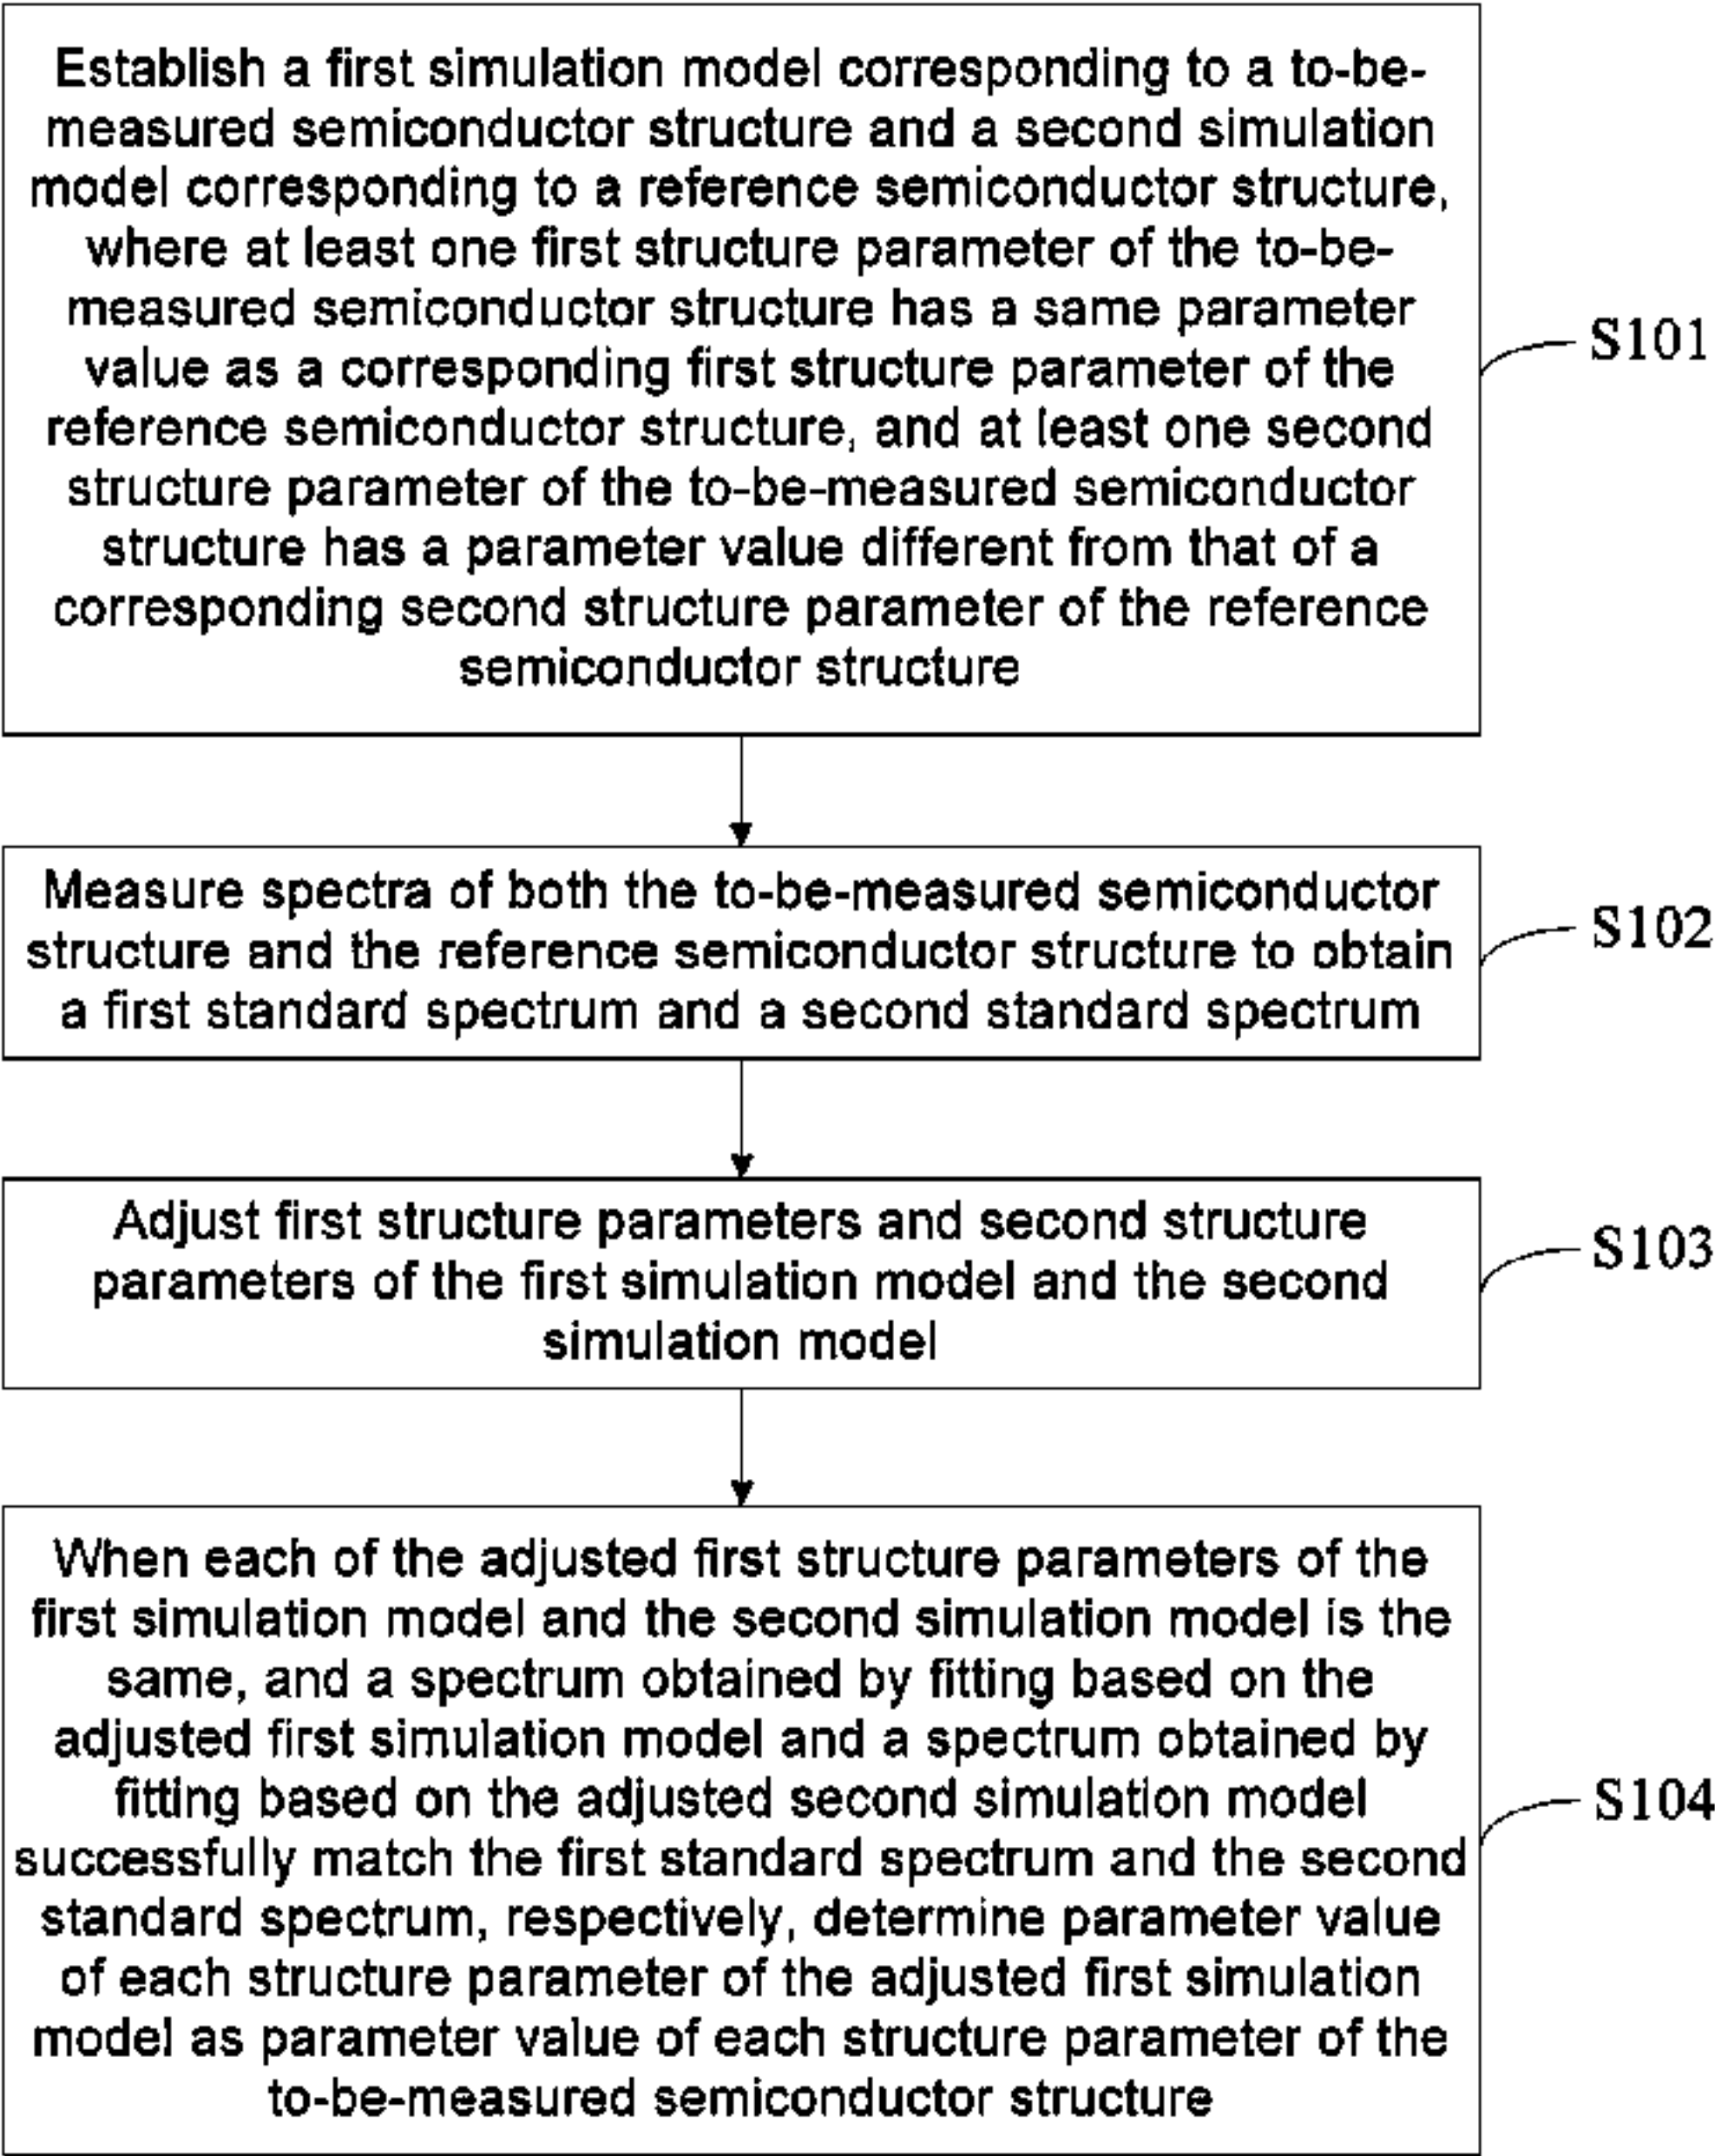 Establish a first simulation model corresponding to a to-be-
measured semiconductor structure and a second simulation
model corresponding to a reference semiconductor structure,
where at least one first structure parameter of the to-be-
measured semiconductor structure has a same parameter
value as a corresponding first structure parameter of the
reference semiconductor structure, and at least one second
structure parameter of the to-be-measured semiconductor
structure has a parameter value different from that of a
corresponding second structure parameter of the reference
semiconductor structure
S101
Measure spectra of both the to-be-measured semiconductor
structure and the reference semiconductor structure to obtain
a first standard spectrum and a second standard spectrum
S102
Adjust first structure parameters and second structure
parameters of the first simulation model and the second
simulation model
S103
When each of the adjusted first structure parameters of the
first simulation model and the second simulation model is the
same, and a spectrum obtained by fitting based on the
adjusted first simulation model and a spectrum obtained by
fitting based on the adjusted second simulation model
successfully match the first standard spectrum and the second
standard spectrum, respectively, determine parameter value
of each structure parameter of the adjusted first simulation
model as parameter value of each structure parameter of the
to-be-measured semiconductor structure
S104